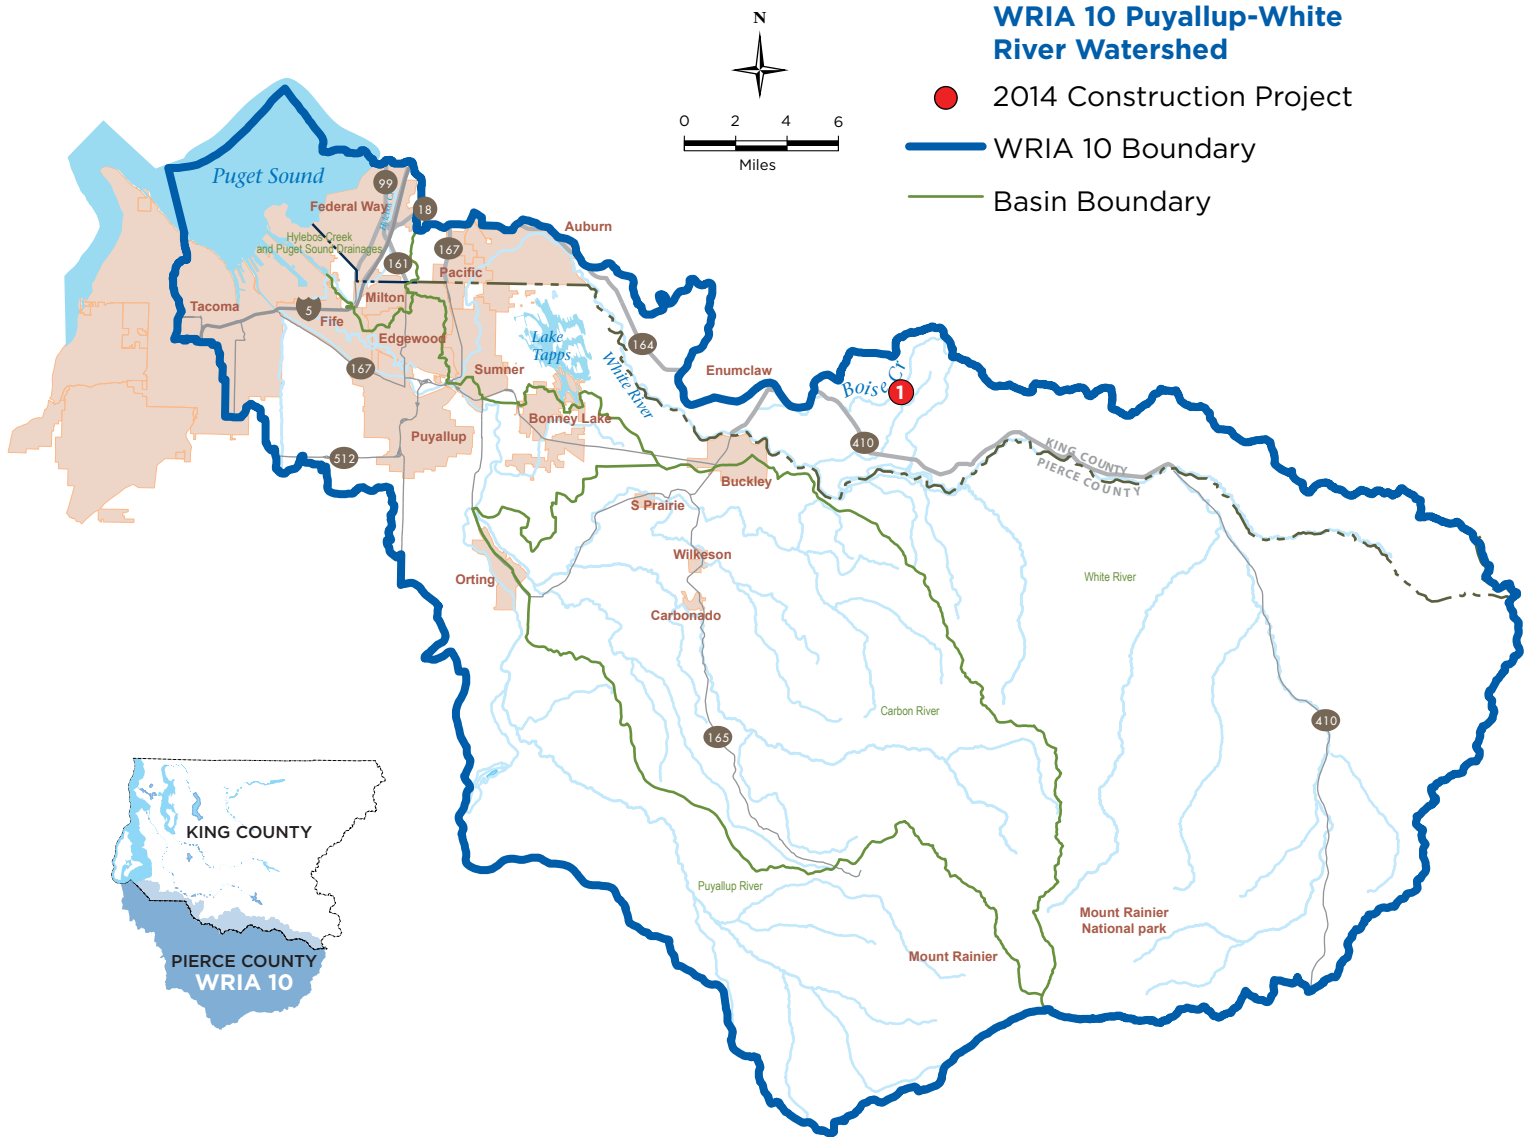 WRIA 10 Puyallup-White
River Watershed
2014 Construction Project
WRIA 10 Boundary
Basin Boundary
N
0 2 4 6
Miles
Puget Sound
99
Federal Way
18
Hylebos Creek
and Puget Sound Drainages
Auburn
167
161
Pacific
Milton
Tacoma
5
Fife
Edgewood
Lake
Tapps
164
White River
167
Sumner
Enumclaw
Boise Cr
1
Bonney Lake
Puyallup
410
KING COUNTY
PIERCE COUNTY
512
Buckley
S Prairie
Wilkeson
Orting
White River
Carbonado
Carbon River
165
410
KING COUNTY
Puyallup River
Mount Rainier
National park
Mount Rainier
PIERCE COUNTY
WRIA 10